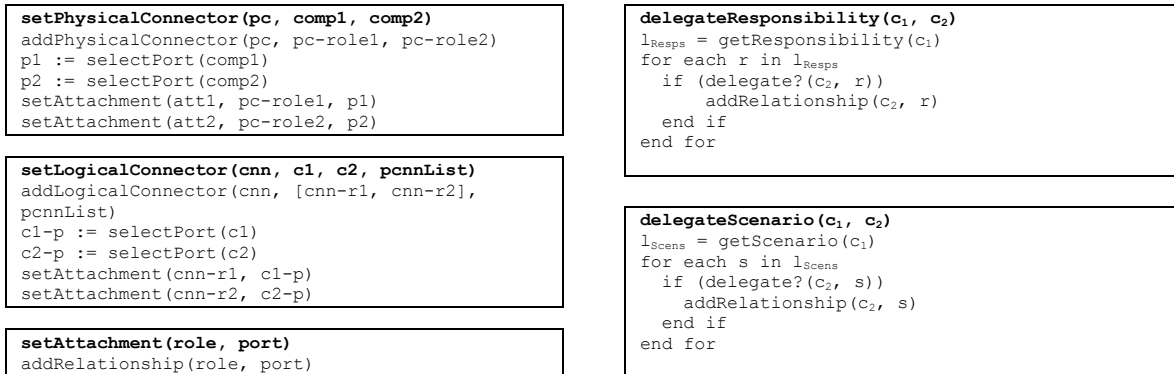 setPhysicalConnector(pc, comp1, comp2)
addPhysicalConnector(pc, pc-role1, pc-role2)
p1 := selectPort(comp1)
p2 := selectPort(comp2)
setAttachment(att1, pc-role1, p1)
setAttachment(att2, pc-role2, p2)
setLogicalConnector(cnn, c1, c2, pcnnList)
addLogicalConnector(cnn, [cnn-r1, cnn-r2],
pcnnList)
c1-p := selectPort(c1)
c2-p := selectPort(c2)
setAttachment(cnn-r1, c1-p)
setAttachment(cnn-r2, c2-p)
setAttachment(role, port)
addRelationship(role, port)
delegateResponsibility(c₁, c₂)
l_Resps = getResponsibility(c₁)
for each r in l_Resps
if (delegate?(c₂, r))
addRelationship(c₂, r)
end if
end for
delegateScenario(c₁, c₂)
l_Scens = getScenario(c₁)
for each s in l_Scens
if (delegate?(c₂, s))
addRelationship(c₂, s)
end if
end for